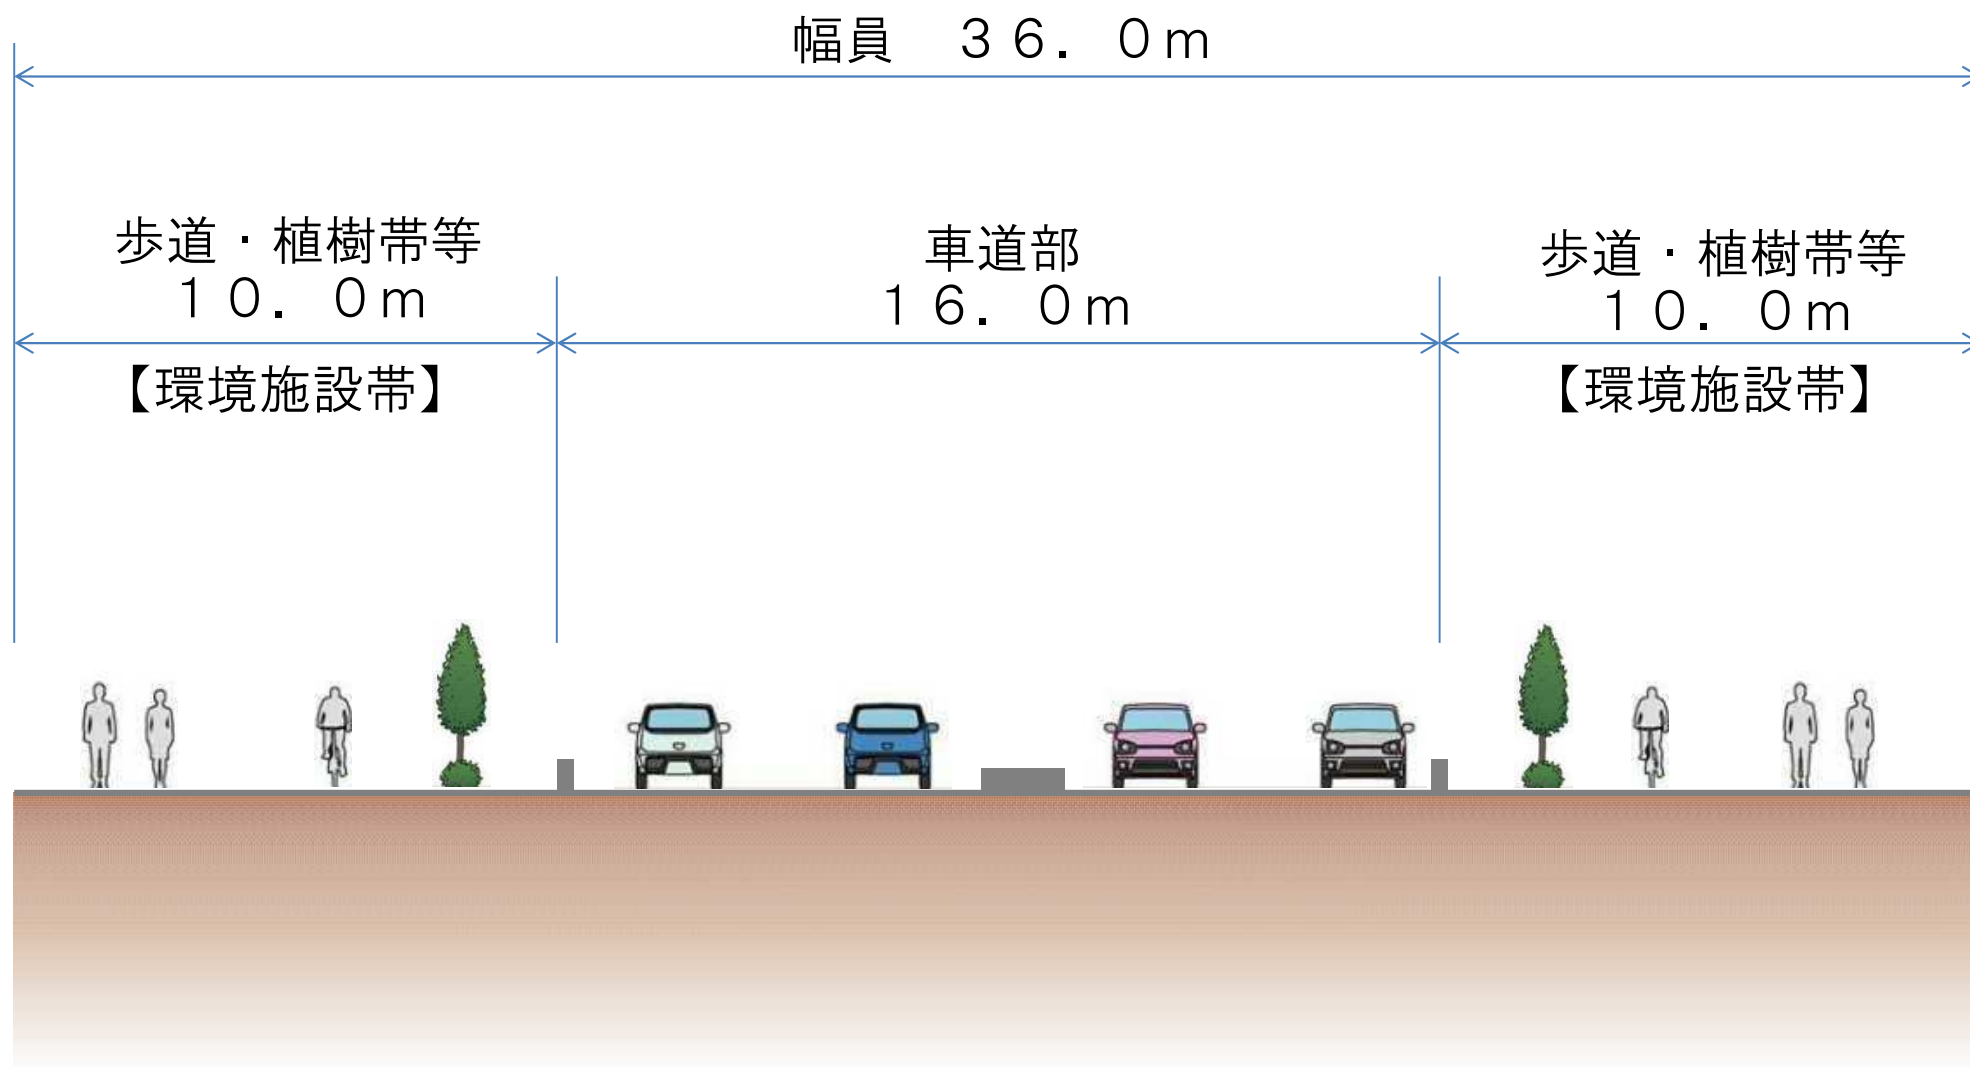 幅員　３６．０ｍ
歩道・植樹帯等
１０．０ｍ
【環境施設帯】
車道部
１６．０ｍ
歩道・植樹帯等
１０．０ｍ
【環境施設帯】